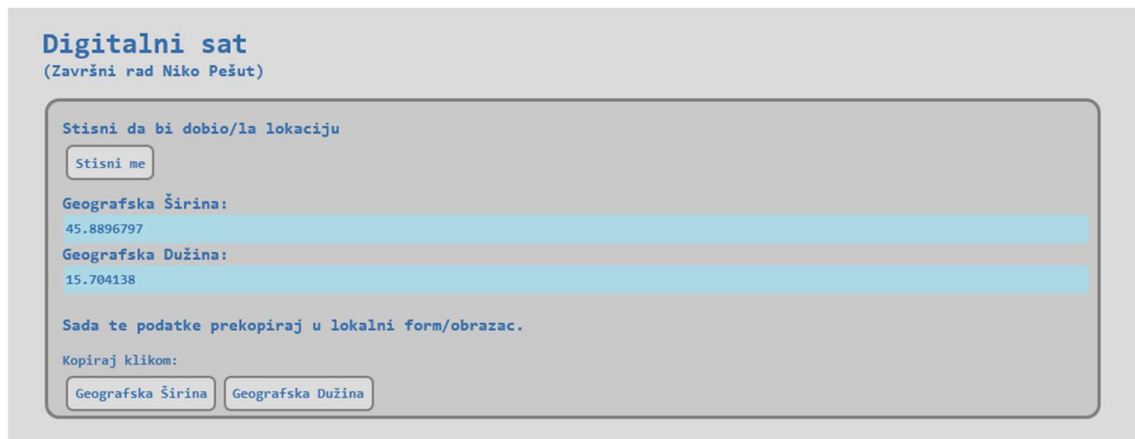 Digitalni sat
(Završni rad Niko Pešut)
Stisni da bi dobio/la lokaciju
Stisni me
Geografska Širina:
45.8896797
Geografska Dužina:
15.704138
Sada te podatke prekopiraj u lokalni form/obrazac.
Kopiraj klikom:
Geografska Širina Geografska Dužina